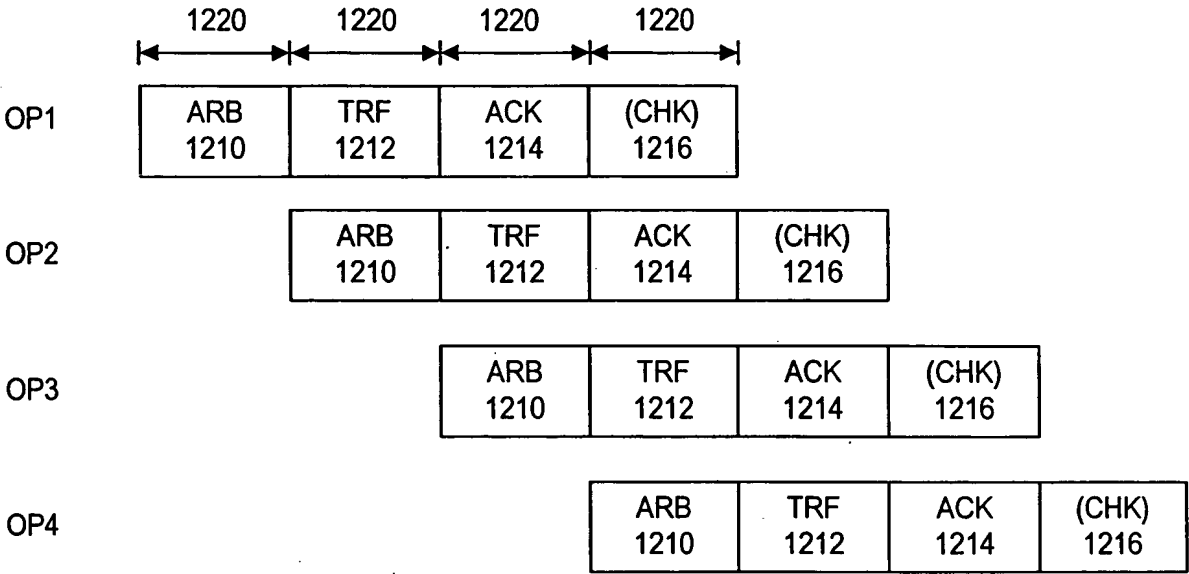 1220 1220 1220 1220
OP1 ARB TRF ACK (CHK)
1210 1212 1214 1216
OP2 ARB TRF ACK (CHK)
1210 1212 1214 1216
OP3 ARB TRF ACK (CHK)
1210 1212 1214 1216
OP4 ARB TRF ACK (CHK)
1210 1212 1214 1216